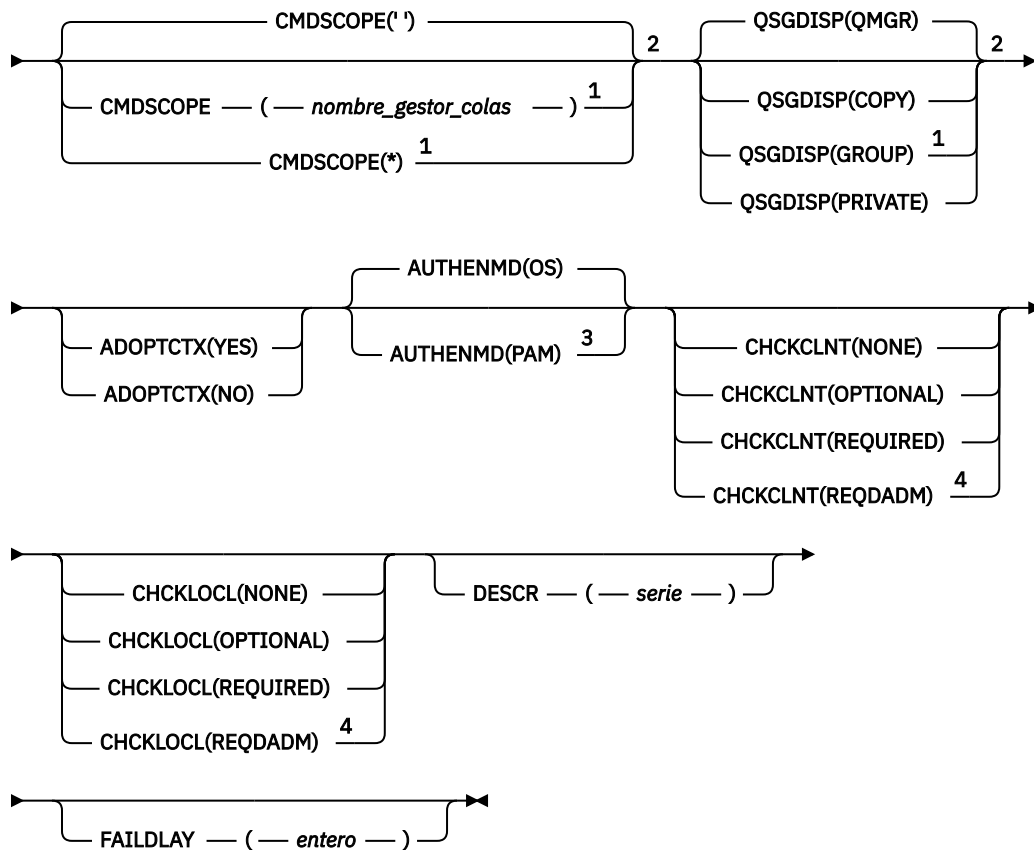 CMDSCOPE(' ')
2
CMDSCOPE ( nombre_gestor_colas ) 1
CMDSCOPE(*) 1
QSGDISP(QMGR)
2
QSGDISP(COPY)
QSGDISP(GROUP) 1
QSGDISP(PRIVATE)
ADOPTCTX(YES)
ADOPTCTX(NO)
AUTHENMD(OS)
AUTHENMD(PAM) 3
CHCKCLNT(NONE)
CHCKCLNT(OPTIONAL)
CHCKCLNT(REQUIRED)
CHCKCLNT(REQDADM) 4
CHCKLOCL(NONE)
CHCKLOCL(OPTIONAL)
CHCKLOCL(REQUIRED)
CHCKLOCL(REQDADM) 4
DESCR ( serie )
FAILDLAY ( entero )